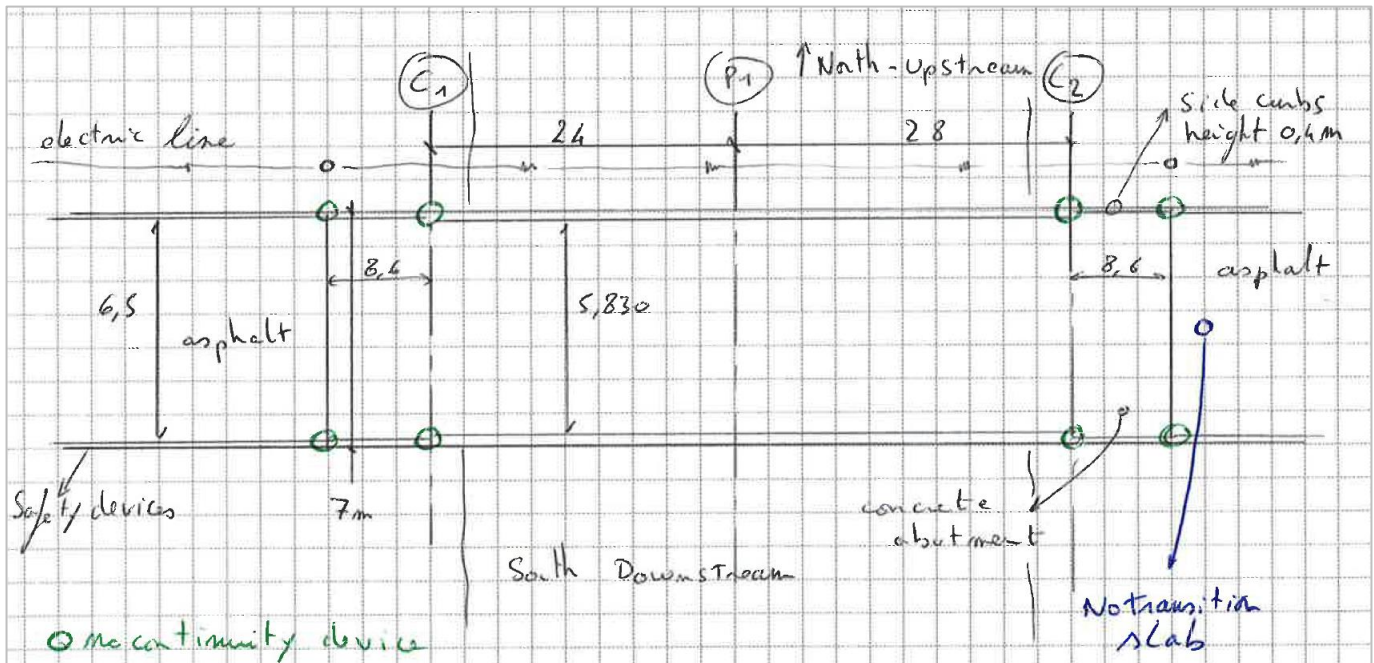 C1
P1
↑North-Upstream
C2
side curbs
height 0,4m
electric line
24
28
8,6
8,6
asphalt
6,5
5,830
asphalt
Safety devices
7m
concrete
abutment
South Downstream
No transition
slab
no continuity device